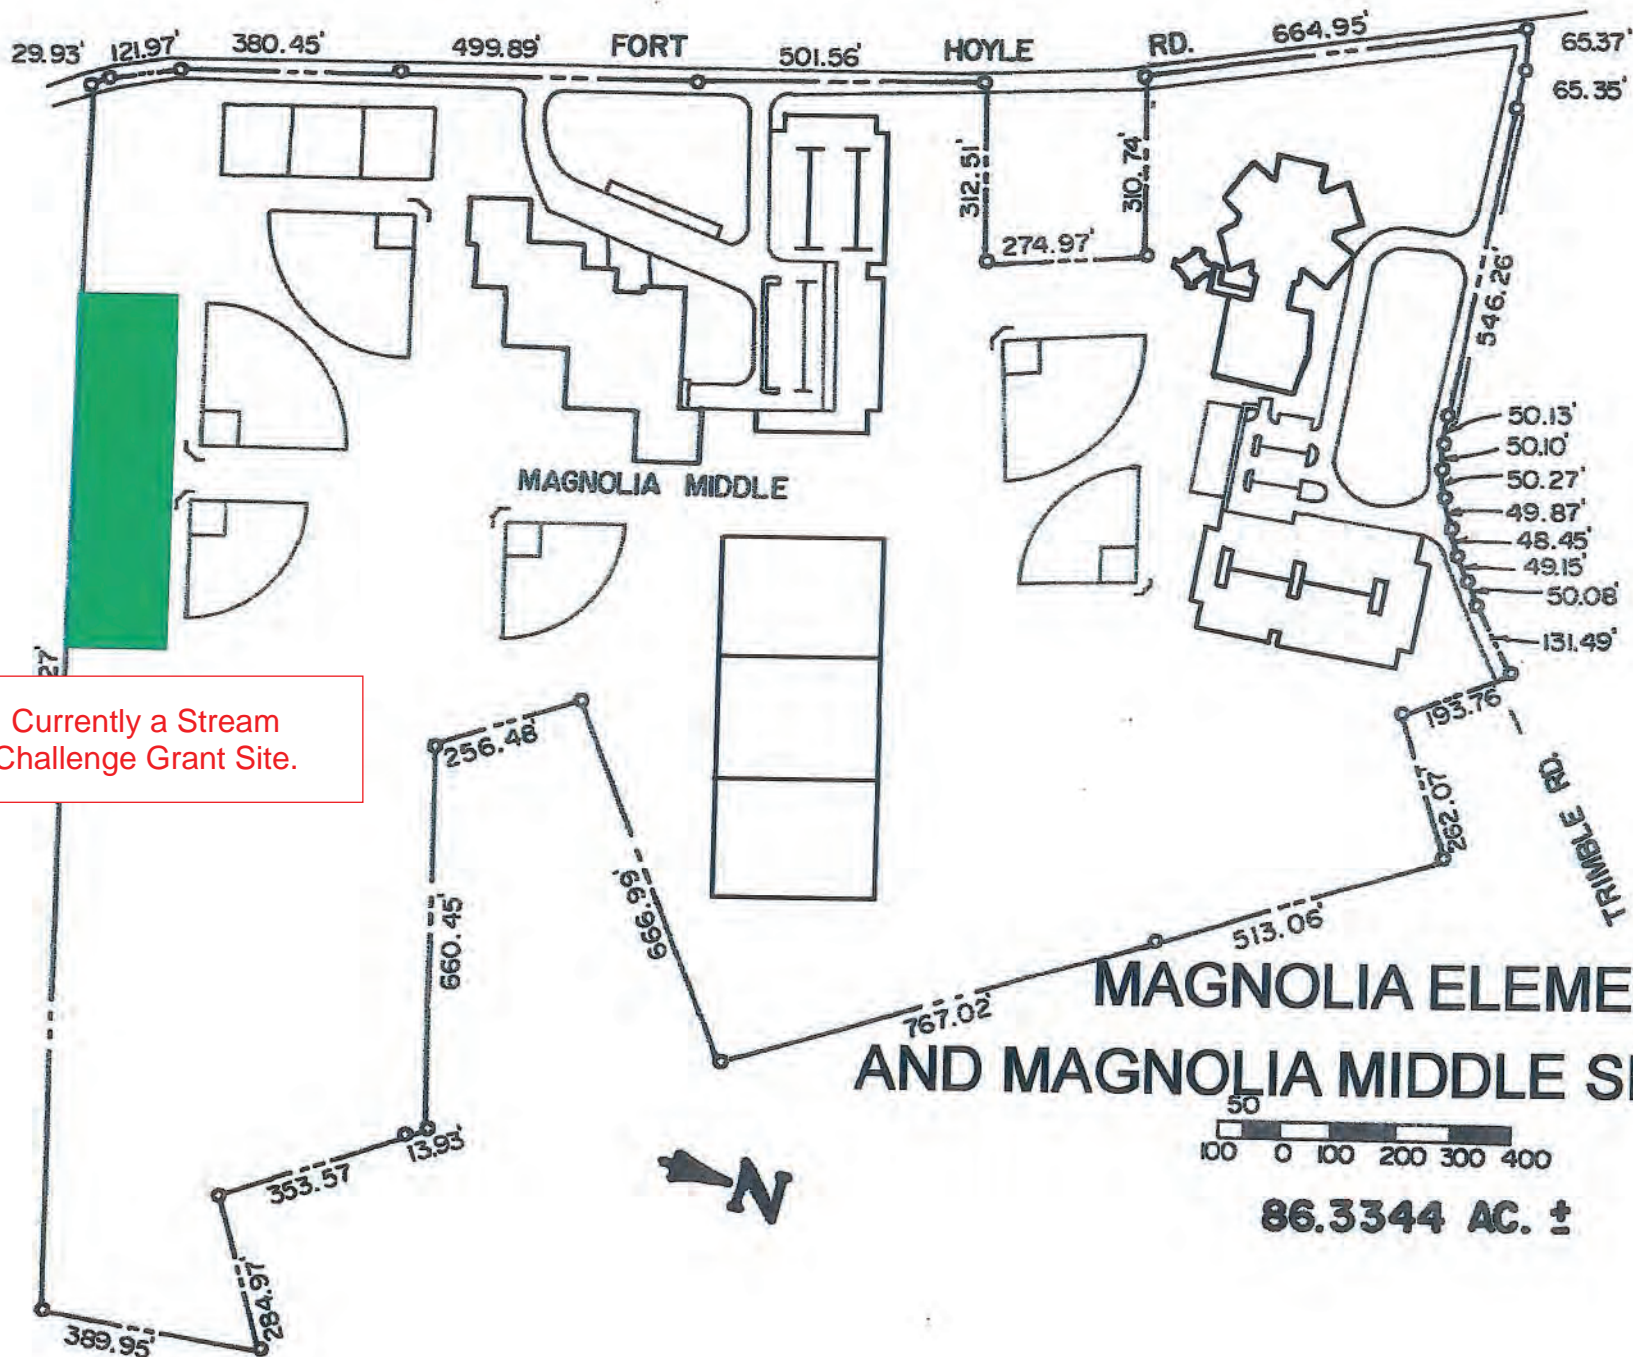 29.93' 121.97' 380.45' 499.89' FORT 501.56' HOYLE RD. 664.95' 65.37'
65.35'
312.51'
310.74'
274.97'
546.26'
50.13'
50.10'
50.27'
49.87'
48.45'
49.15'
50.08'
131.49'
MAGNOLIA MIDDLE
27'
Currently a Stream
Challenge Grant Site.
256.48'
193.76
262.07'
TRIMBLE RD.
660.45'
666.99'
513.06'
767.02'
MAGNOLIA ELEME
AND MAGNOLIA MIDDLE
50
100 0 100 200 300 400
86.3344 AC. ±
13.93'
353.57
N
284.97'
389.95'